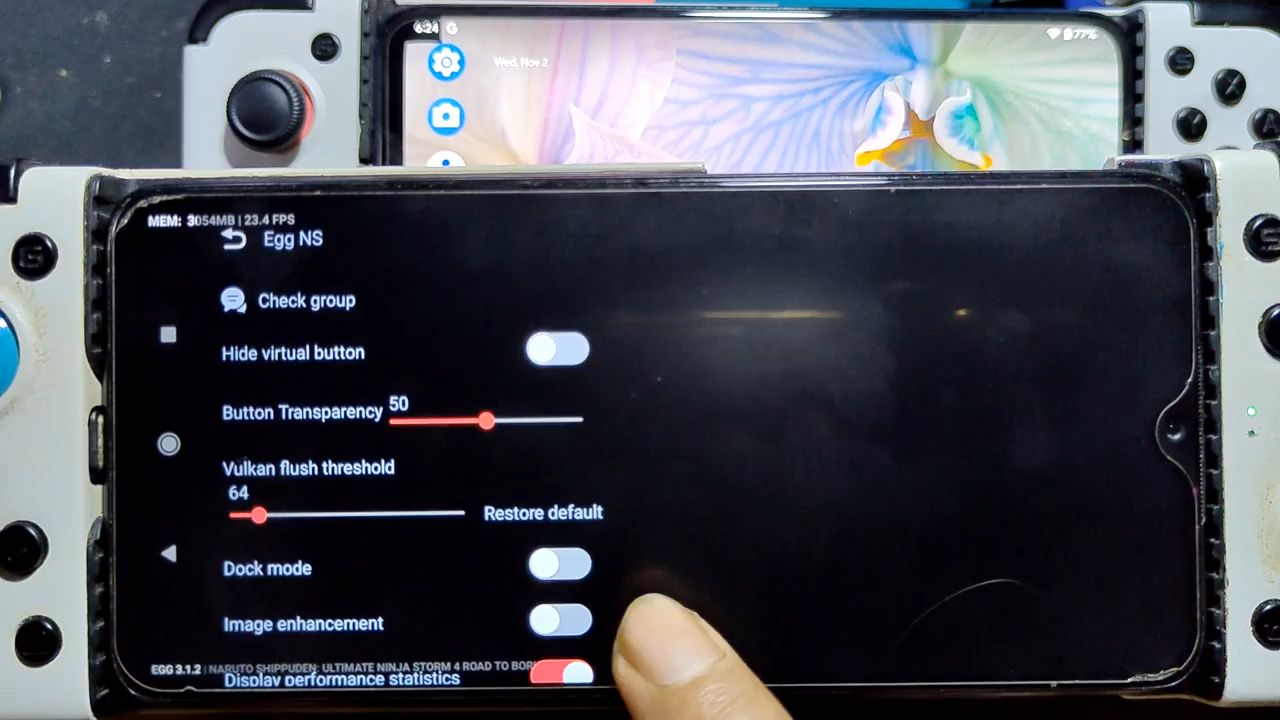 6:24 G
77%
Wed, Nov 2
S
X
A
S
G
MEM: 3054MB | 23.4 FPS
Egg NS
Check group
Hide virtual button
Button Transparency 50
Vulkan flush threshold
64
Restore default
Dock mode
Image enhancement
EGG 3.1.2 | NARUTO SHIPPUDEN: ULTIMATE NINJA STORM 4 ROAD TO BOR
Display performance statistics